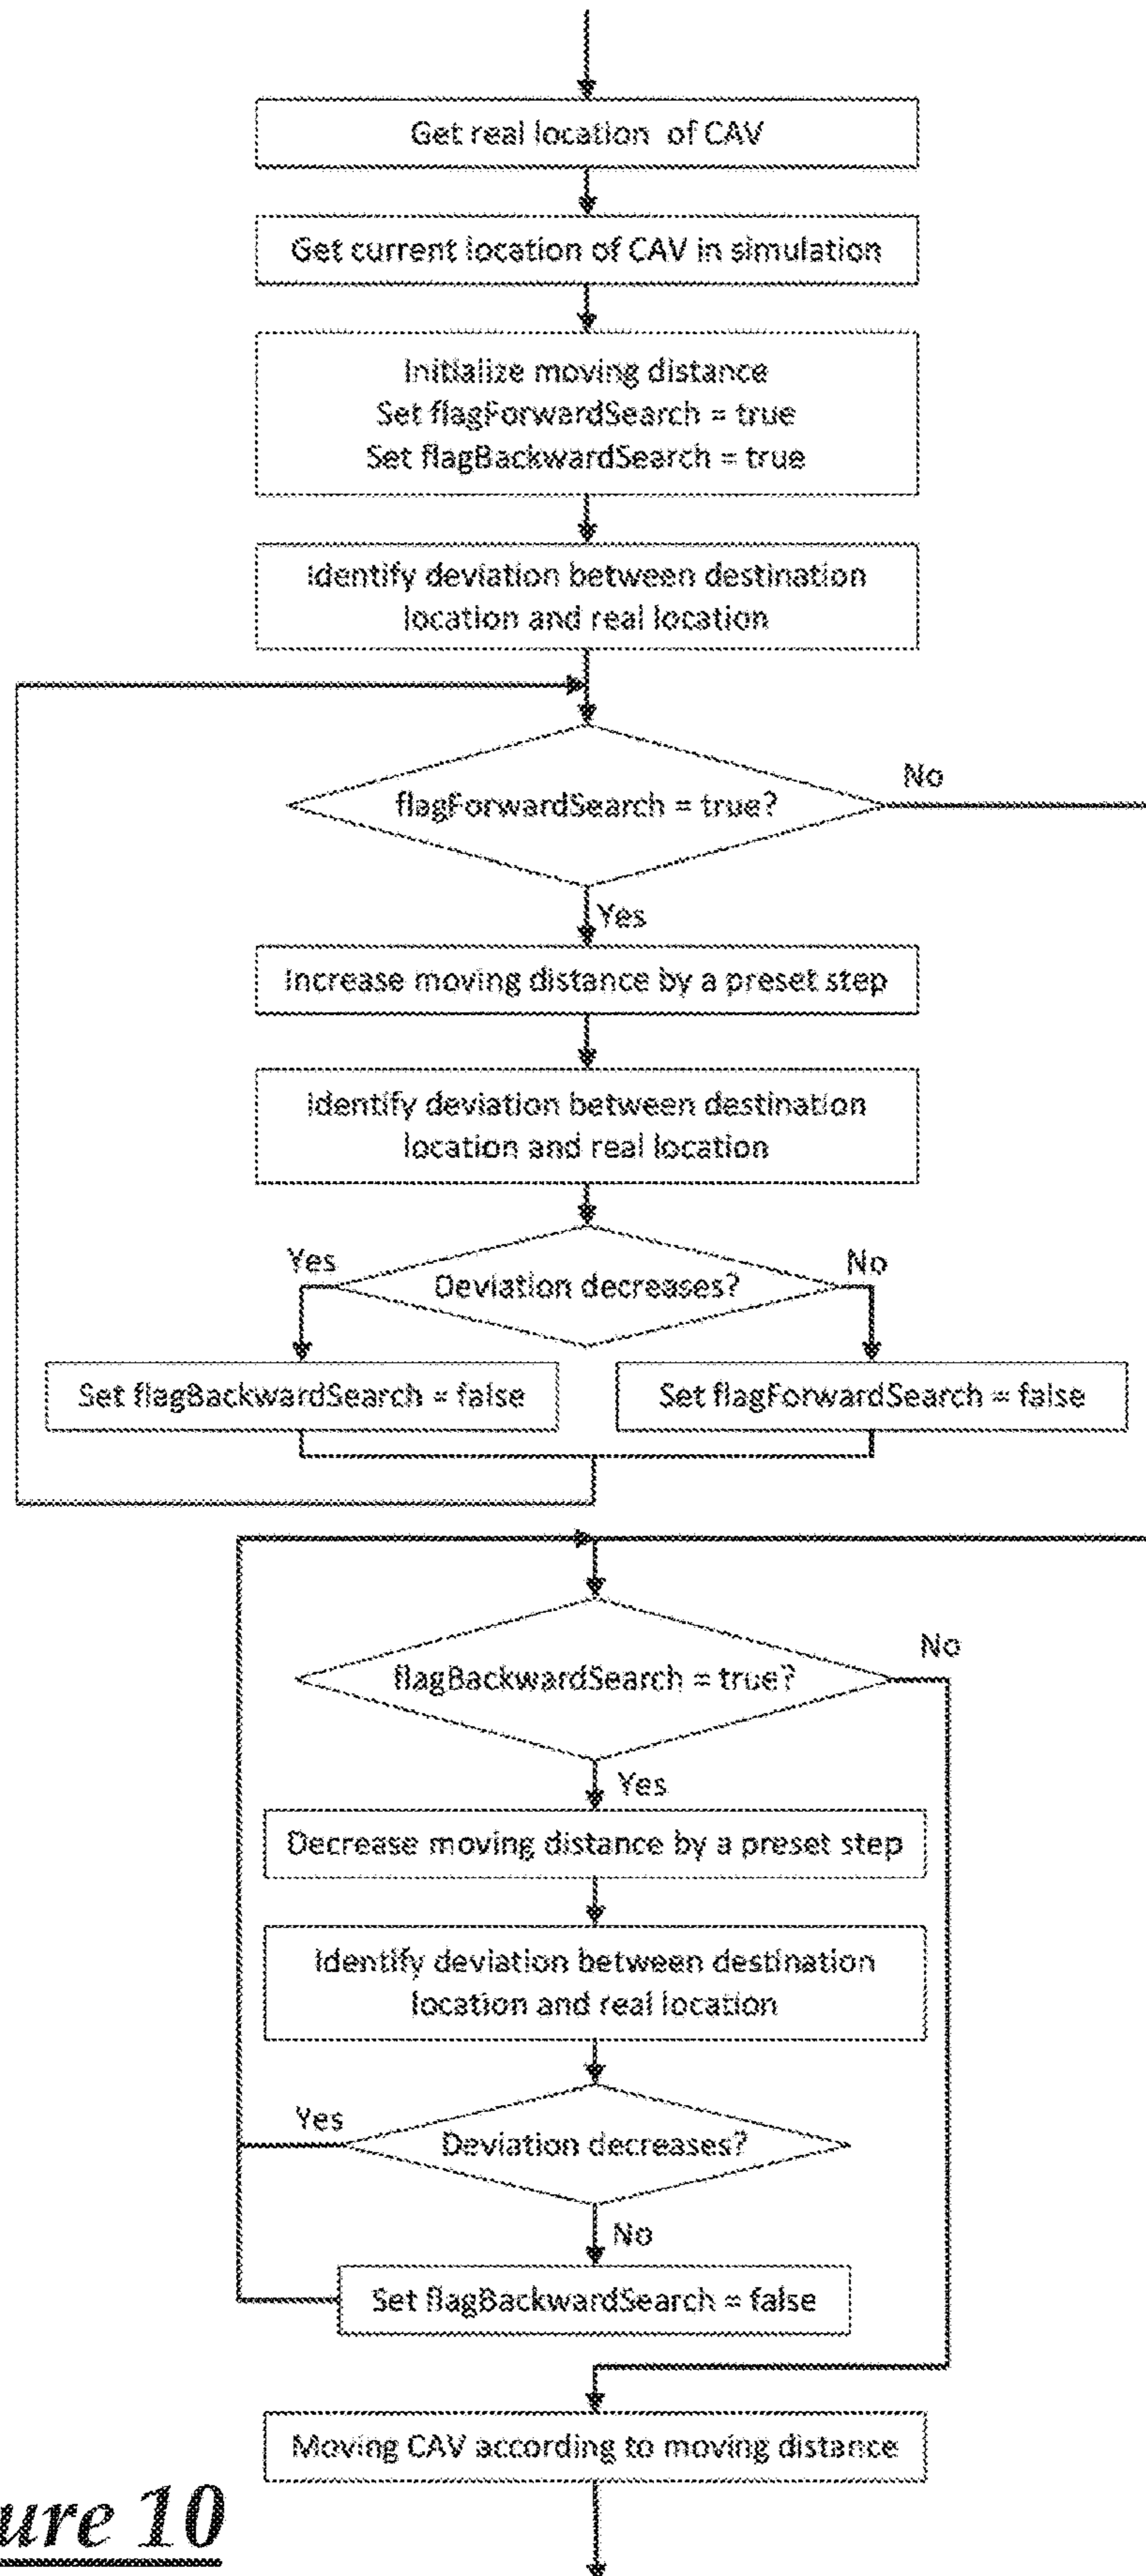 Get real location of CAV
Get current location of CAV in simulation
Initialize moving distance
Set flagForwardSearch = true
Set flagBackwardSearch = true
Identify deviation between destination
location and real location
flagForwardSearch = true?
No
Yes
Increase moving distance by a preset step
Identify deviation between destination
location and real location
Yes
Deviation decreases?
No
Set flagBackwardSearch = false
Set flagForwardSearch = false
flagBackwardSearch = true?
No
Yes
Decrease moving distance by a preset step
Identify deviation between destination
location and real location
Yes
Deviation decreases?
No
Set flagBackwardSearch = false
Moving CAV according to moving distance
ure 10